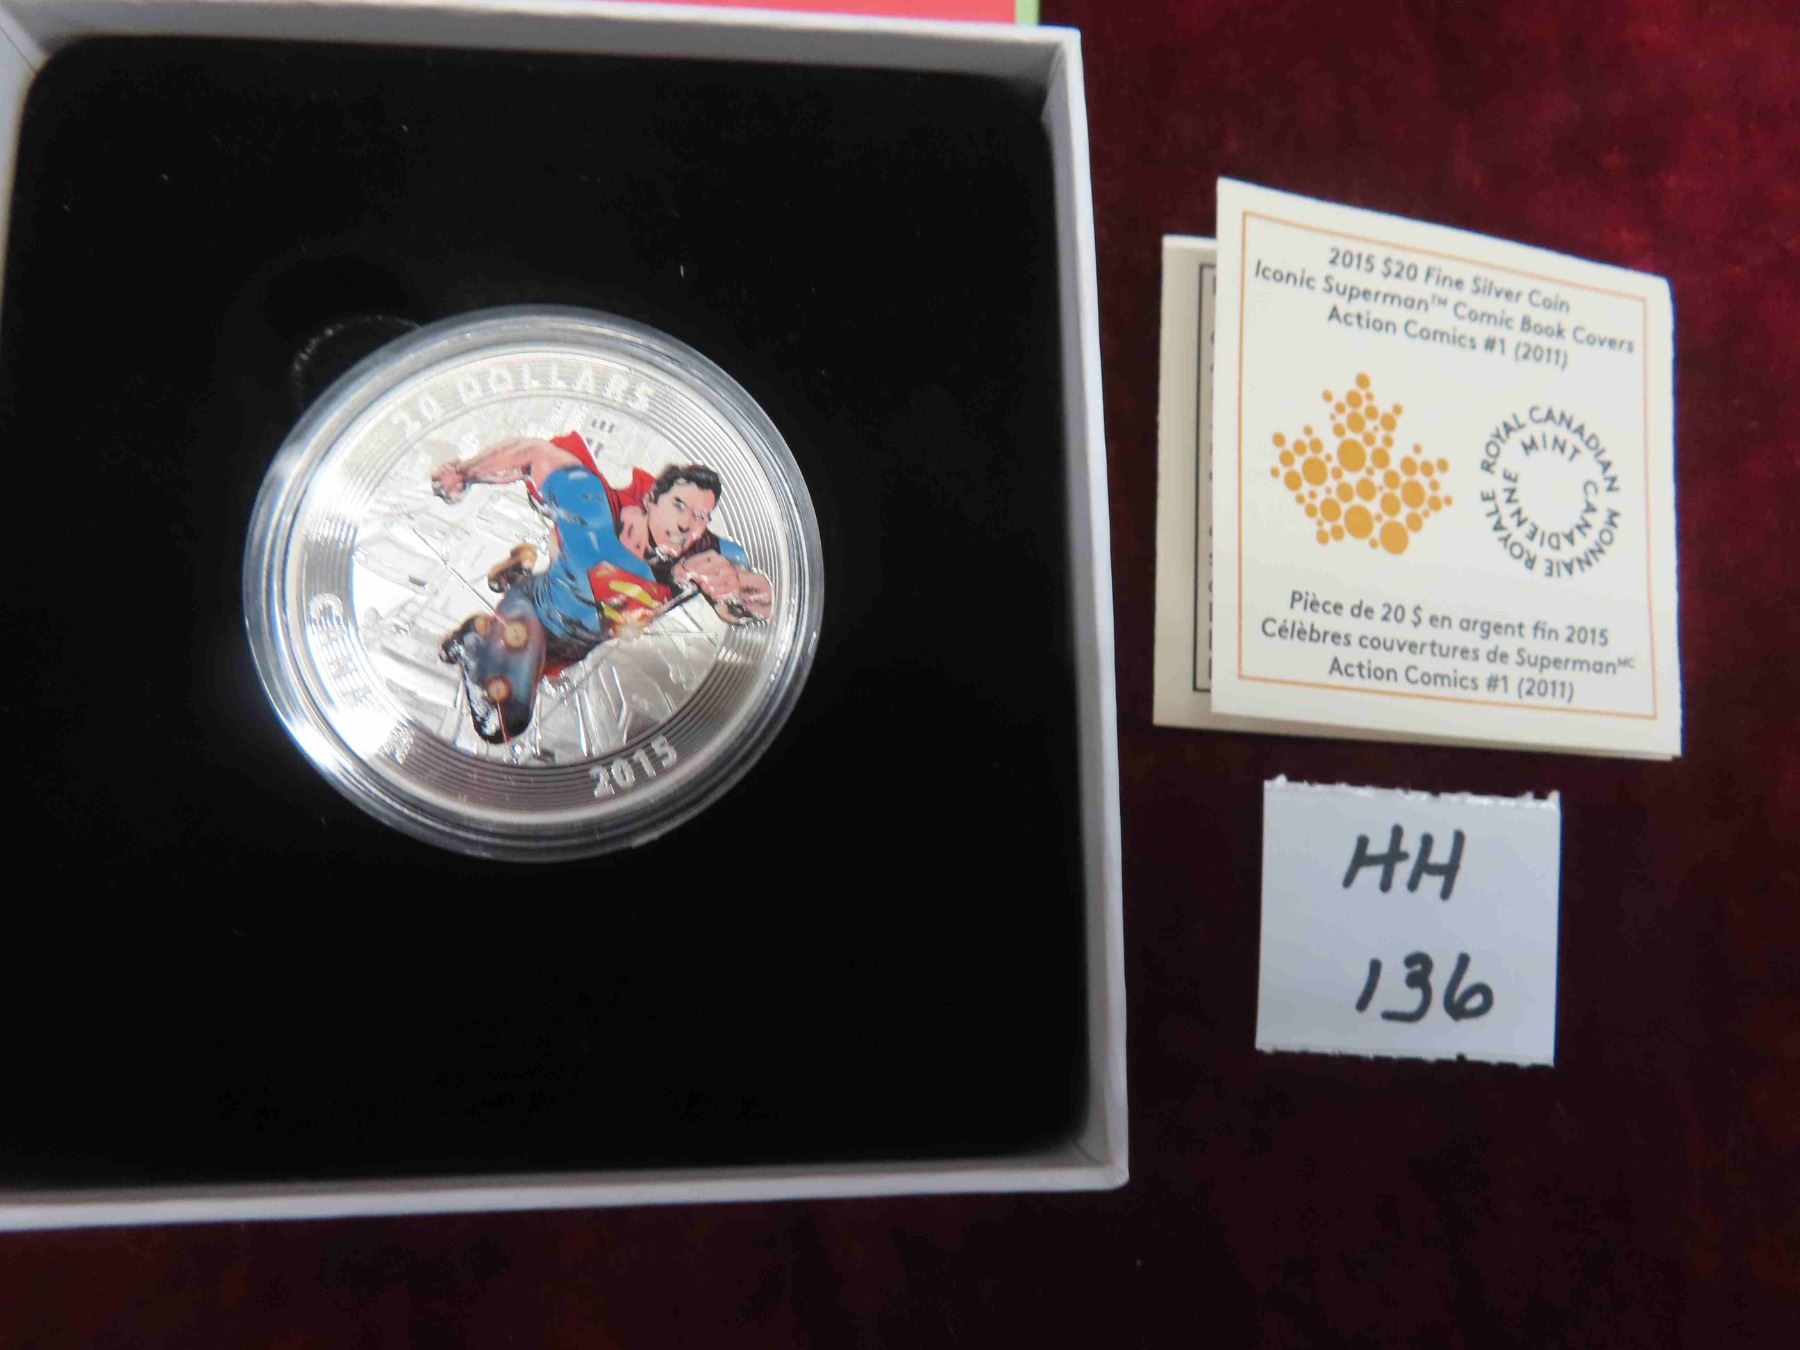 20 DOLLARS
CANADA
2015
2015 $20 Fine Silver Coin
Iconic Superman™ Comic Book Covers
Action Comics #1 (2011)
ROYAL CANADIAN MINT
MONNAIE ROYALE CANADIENNE
Pièce de 20 $ en argent fin 2015
Célèbres couvertures de Superman MC
Action Comics #1 (2011)
HH
136